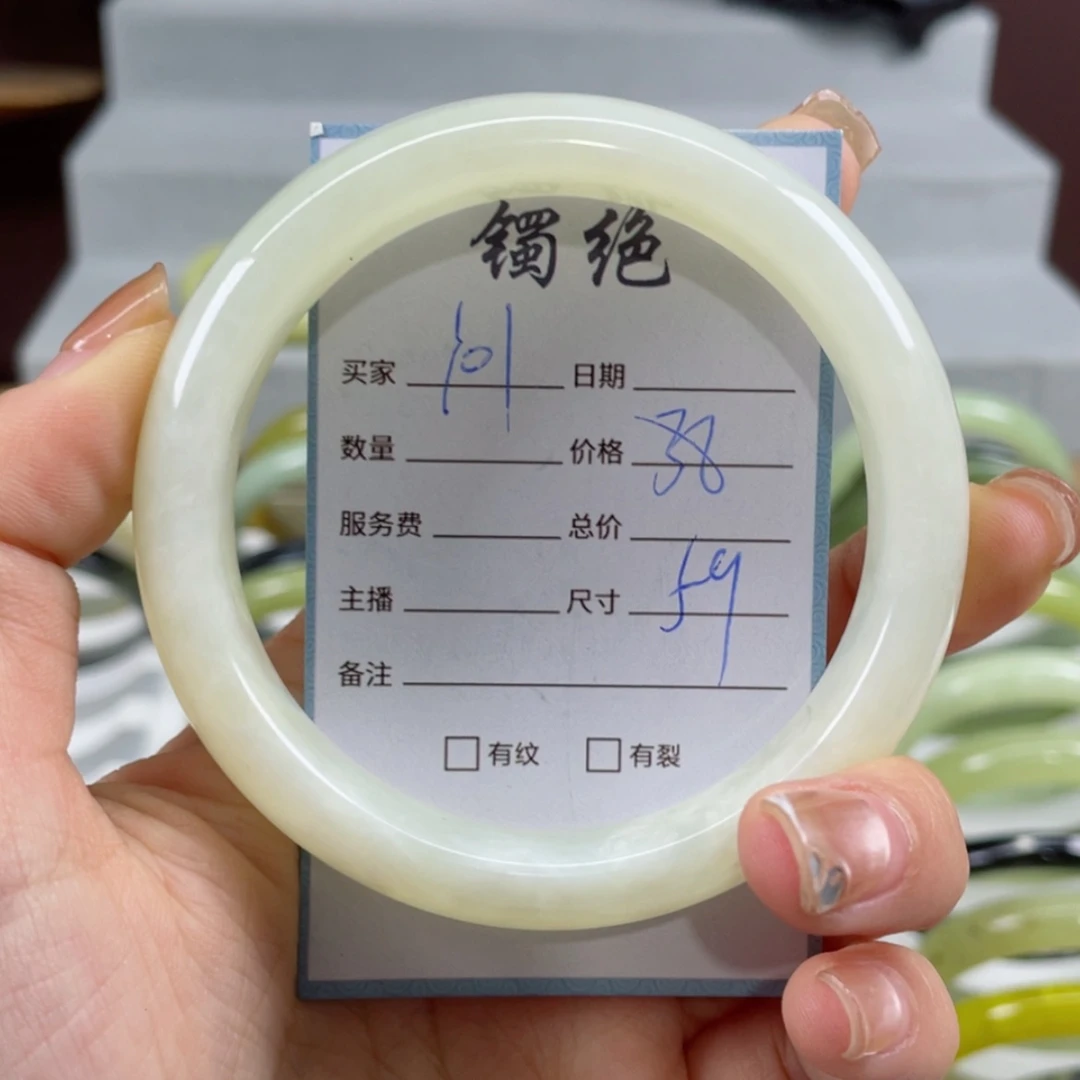 镯绝
买家 101 日期
数量 价格 38
服务费 总价
主播 尺寸 59
备注
□ 有纹 □ 有裂